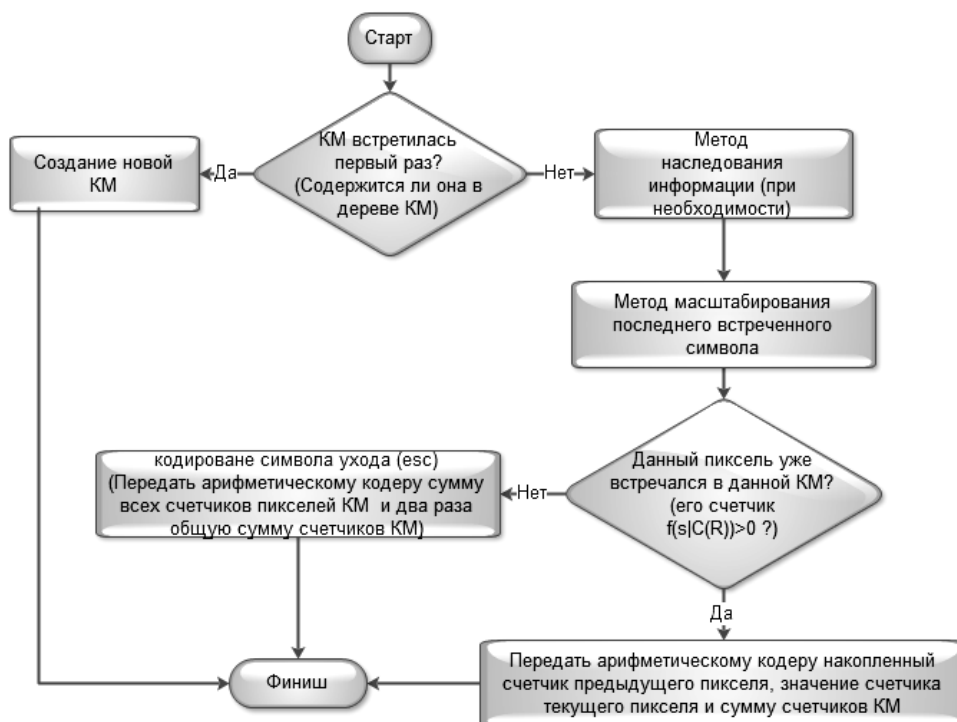 Старт
КМ встретилась
первый раз?
(Содержится ли она в
дереве КМ)
Да
Нет
Создание новой
КМ
Метод
наследования
информации (при
необходимости)
Метод масштабирования
последнего встреченного
символа
Данный пиксель уже
встречался в данной КМ?
(его счетчик
f(s|C(R))>0 ?)
Нет
кодироване символа ухода (esc)
(Передать арифметическому кодеру сумму
всех счетчиков пикселей КМ и два раза
общую сумму счетчиков КМ)
Да
Передать арифметическому кодеру накопленный
счетчик предыдущего пикселя, значение счетчика
текущего пикселя и сумму счетчиков КМ
Финиш